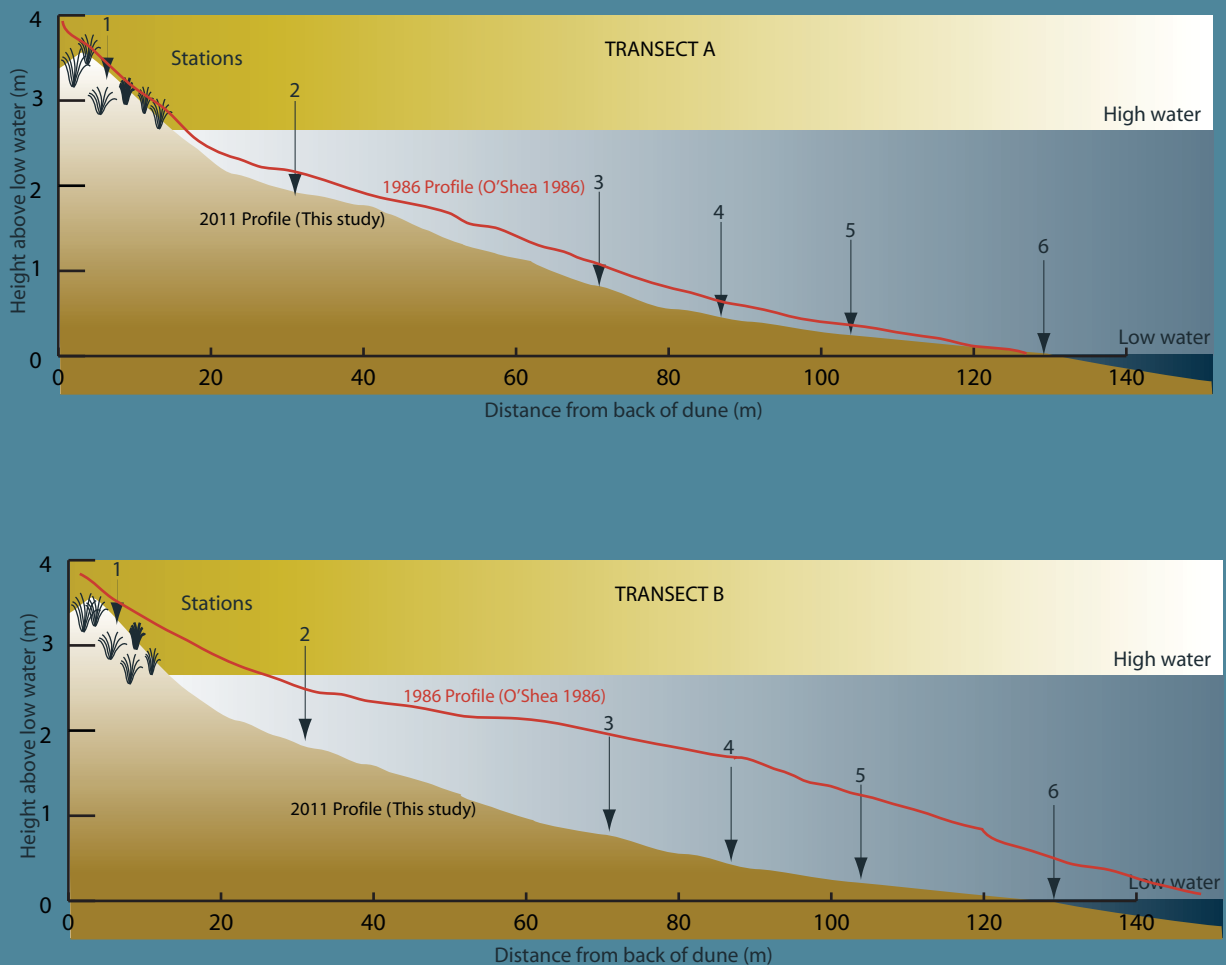 4
1
TRANSECT A
Stations
3
2
High water
2
1986 Profile (O'Shea 1986)
3
2011 Profile (This study)
4
5
6
1
Low water
0
0 20 40 60 80 100 120 140
Height above low water (m)
Distance from back of dune (m)
4
1
TRANSECT B
Stations
3
2
High water
1986 Profile (O'Shea 1986)
3
2
4
5
6
2011 Profile (This study)
1
Low water
0
0 20 40 60 80 100 120 140
Height above low water (m)
Distance from back of dune (m)